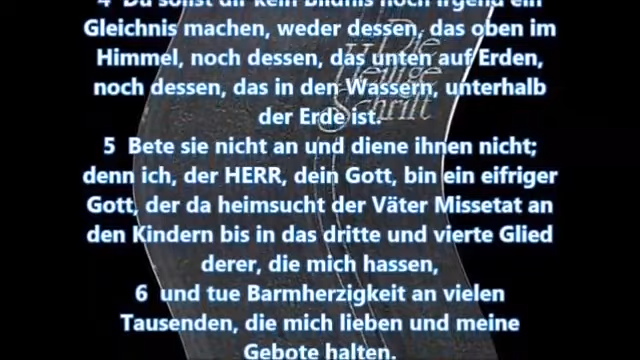 4 Du sollst dir kein Bildnis noch irgend ein
Gleichnis machen, weder dessen, das oben im
Himmel, noch dessen, das unten auf Erden,
noch dessen, das in den Wassern, unterhalb
der Erde ist.
5 Bete sie nicht an und diene ihnen nicht;
denn ich, der HERR, dein Gott, bin ein eifriger
Gott, der da heimsucht der Väter Missetat an
den Kindern bis in das dritte und vierte Glied
derer, die mich hassen,
6 und tue Barmherzigkeit an vielen
Tausenden, die mich lieben und meine
Gebote halten.
Die
Heilige
Schrift